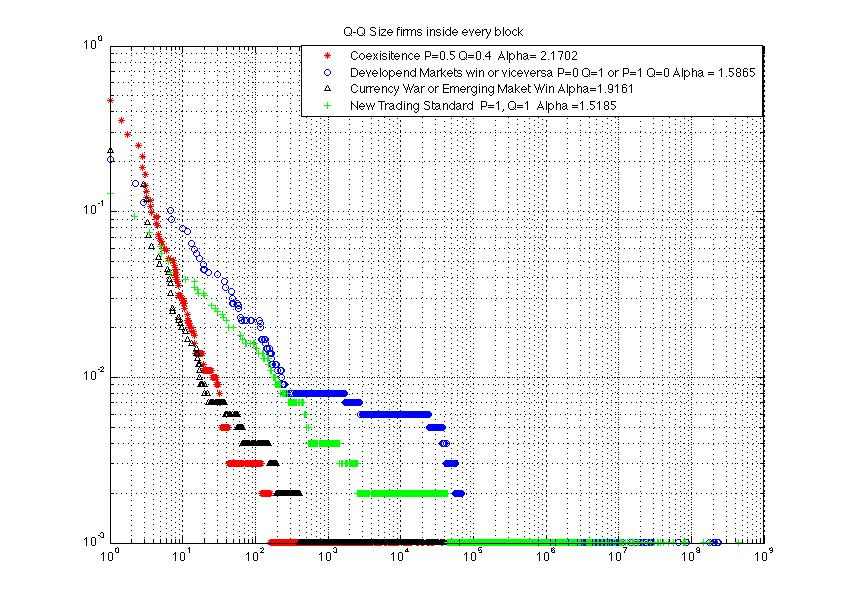 Q-Q Size firms inside every block
Coexisitence P=0.5 Q=0.4 Alpha= 2.1702
Developend Markets win or viceversa P=0 Q=1 or P=1 Q=0 Alpha = 1.5865
Currency War or Emerging Maket Win Alpha=1.9161
New Trading Standard P=1, Q=1 Alpha =1.5185
10^0
10^-1
10^-2
10^-3
10^0 10^1 10^2 10^3 10^4 10^5 10^6 10^7 10^8 10^9